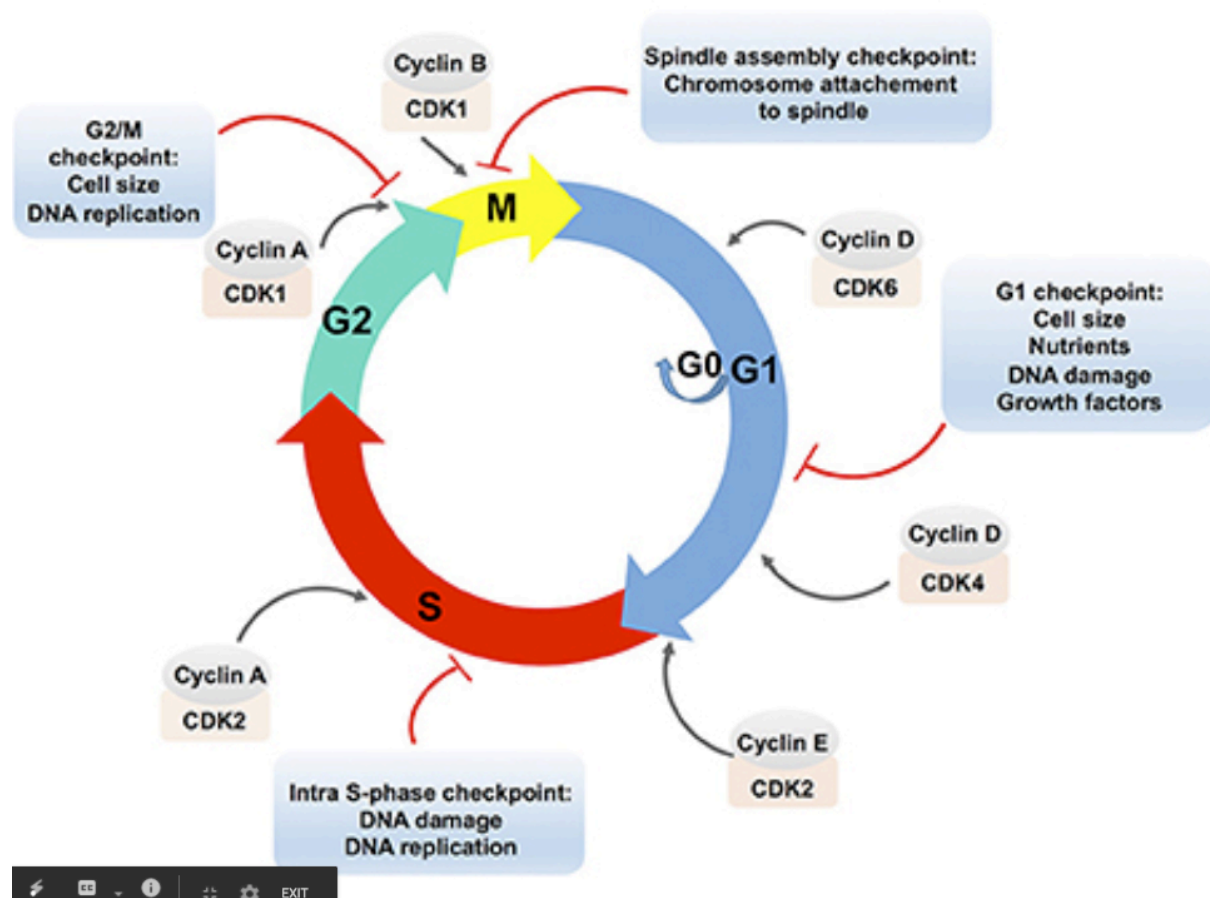 Cyclin B
CDK1
Spindle assembly checkpoint:
Chromosome attachement
to spindle
G2/M
checkpoint:
Cell size
DNA replication
M
Cyclin A
CDK1
Cyclin D
CDK6
G1 checkpoint:
Cell size
Nutrients
DNA damage
Growth factors
G2
G0
G1
Cyclin D
CDK4
S
Cyclin A
CDK2
Cyclin E
CDK2
Intra S-phase checkpoint:
DNA damage
DNA replication
CC
EXIT